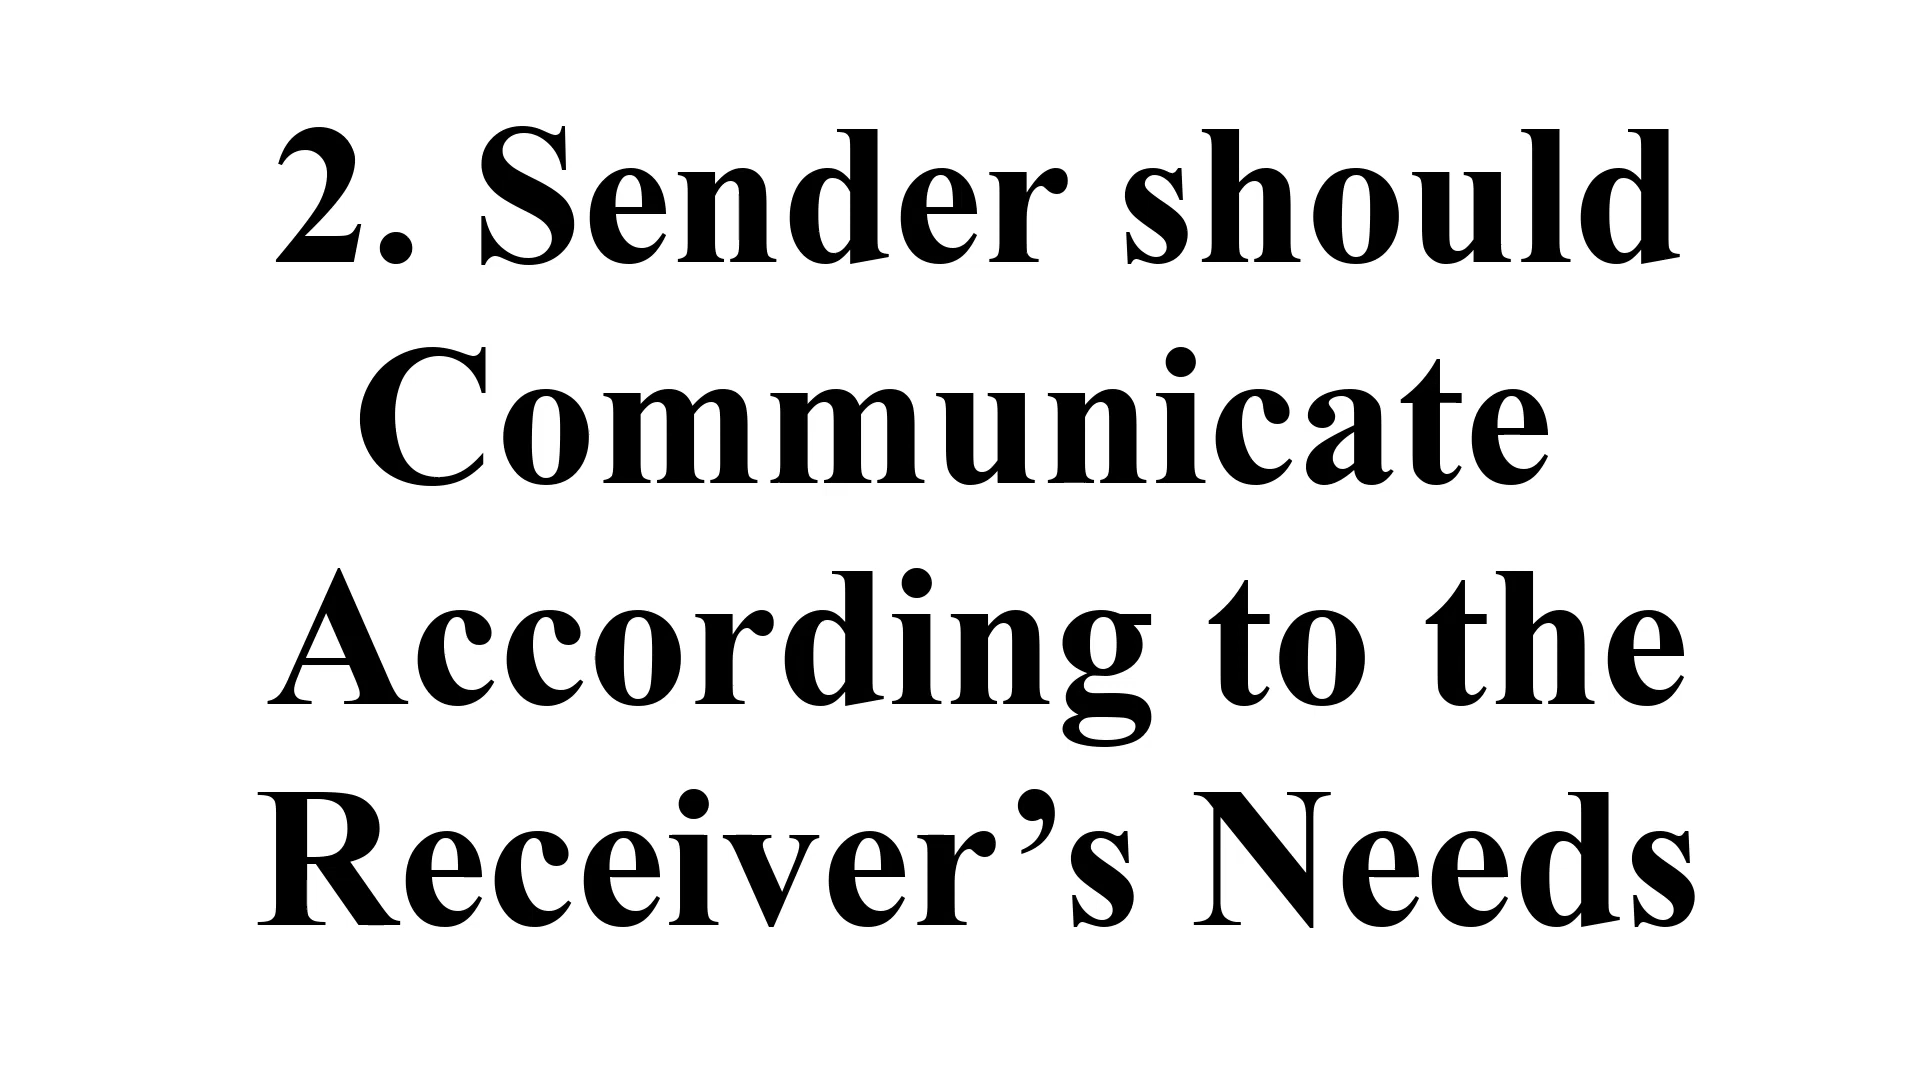 2. Sender should
Communicate
According to the
Receiver’s Needs